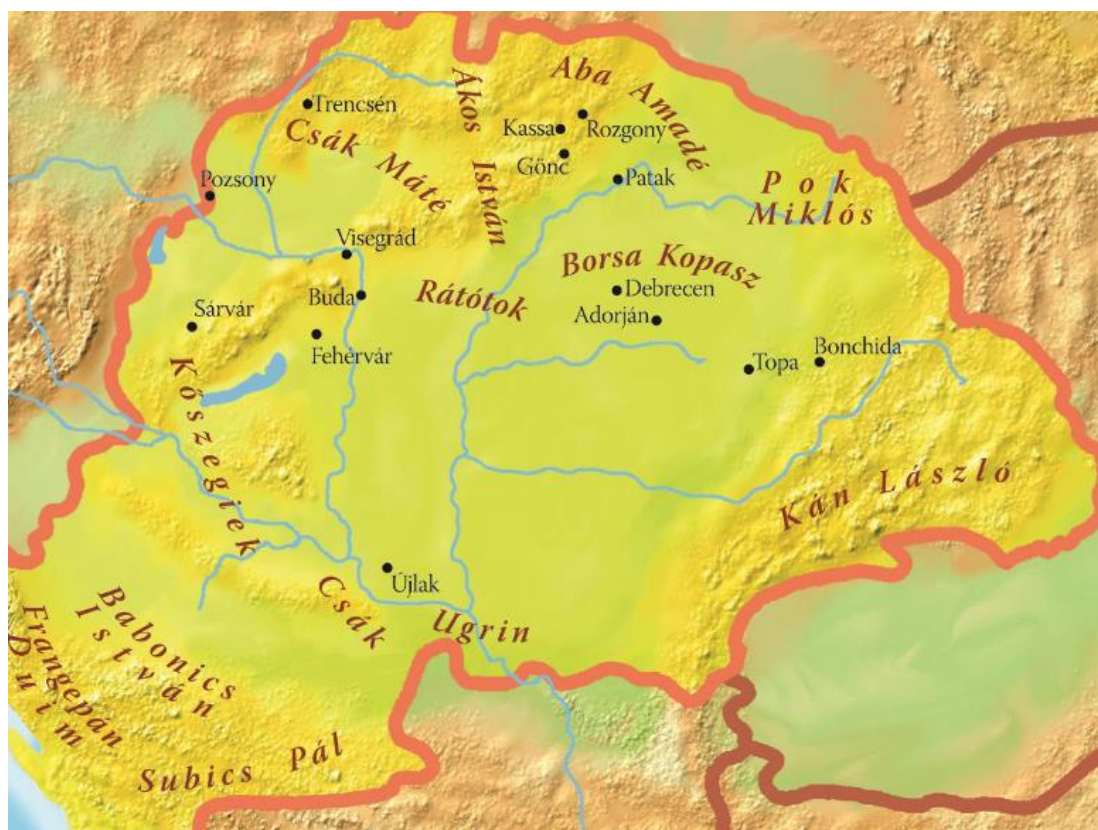 Trencsén
Csák Máté
Ákos István
Aba Amadé
Kassa
Rozgony
Gönc
Patak
Pozsony
Pok
Miklós
Visegrád
Borsa Kopasz
Rátótok
Debrecen
Buda
Adorján
Sárvár
Fehérvár
Topa
Bonchida
Kőszegiek
Kán László
Újlak
Csák Ugrin
Babonics
István
Frangepán
Duim
Subics Pál